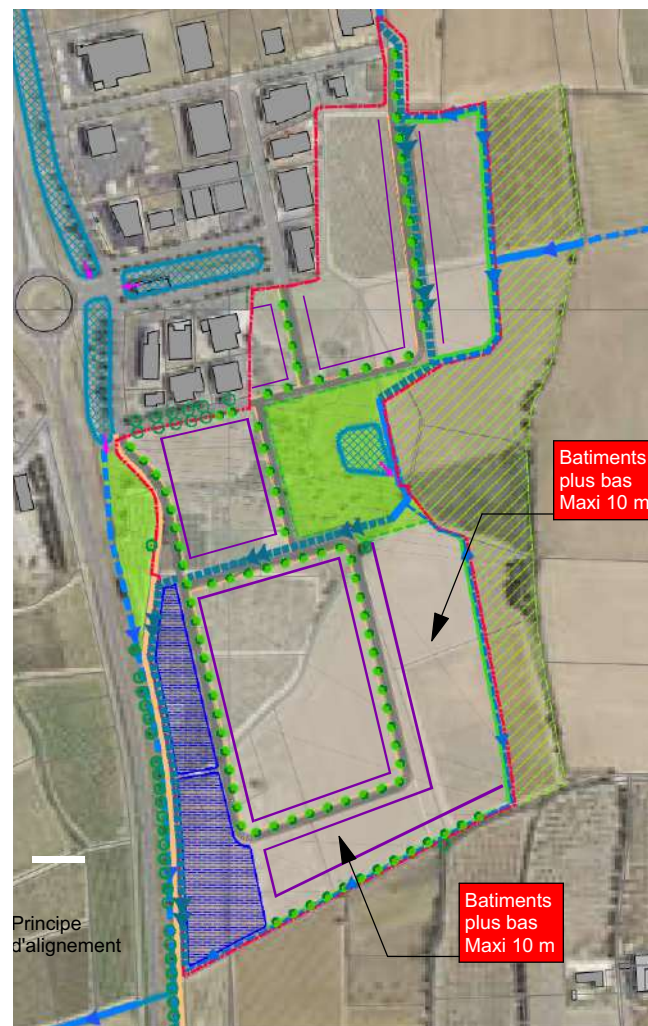 Batiments
plus bas
Maxi 10 m
Batiments
plus bas
Maxi 10 m
Principe
d'alignement